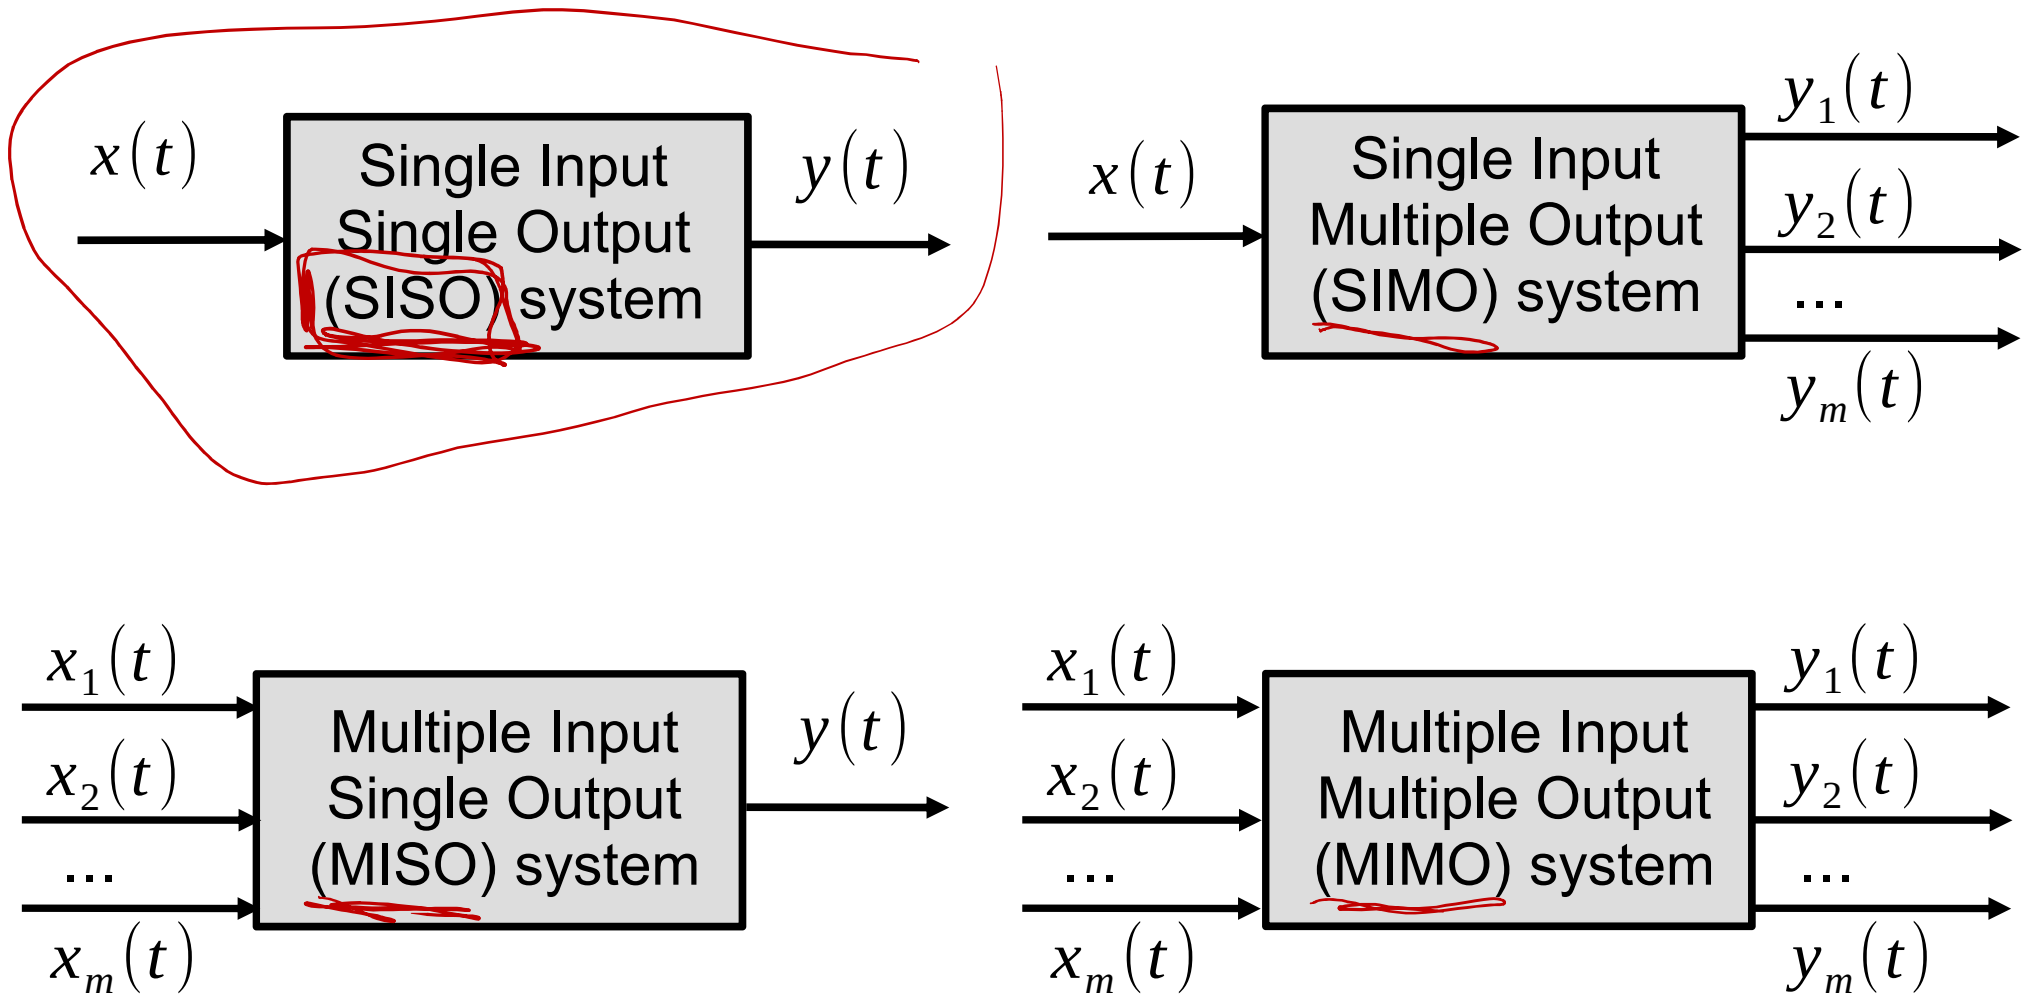 x(t)
Single Input
Single Output
(SISO) system
y(t)
x(t)
Single Input
Multiple Output
(SIMO) system
y₁(t)
y₂(t)
...
yₘ(t)
x₁(t)
x₂(t)
...
xₘ(t)
Multiple Input
Single Output
(MISO) system
y(t)
x₁(t)
x₂(t)
...
xₘ(t)
Multiple Input
Multiple Output
(MIMO) system
y₁(t)
y₂(t)
...
yₘ(t)